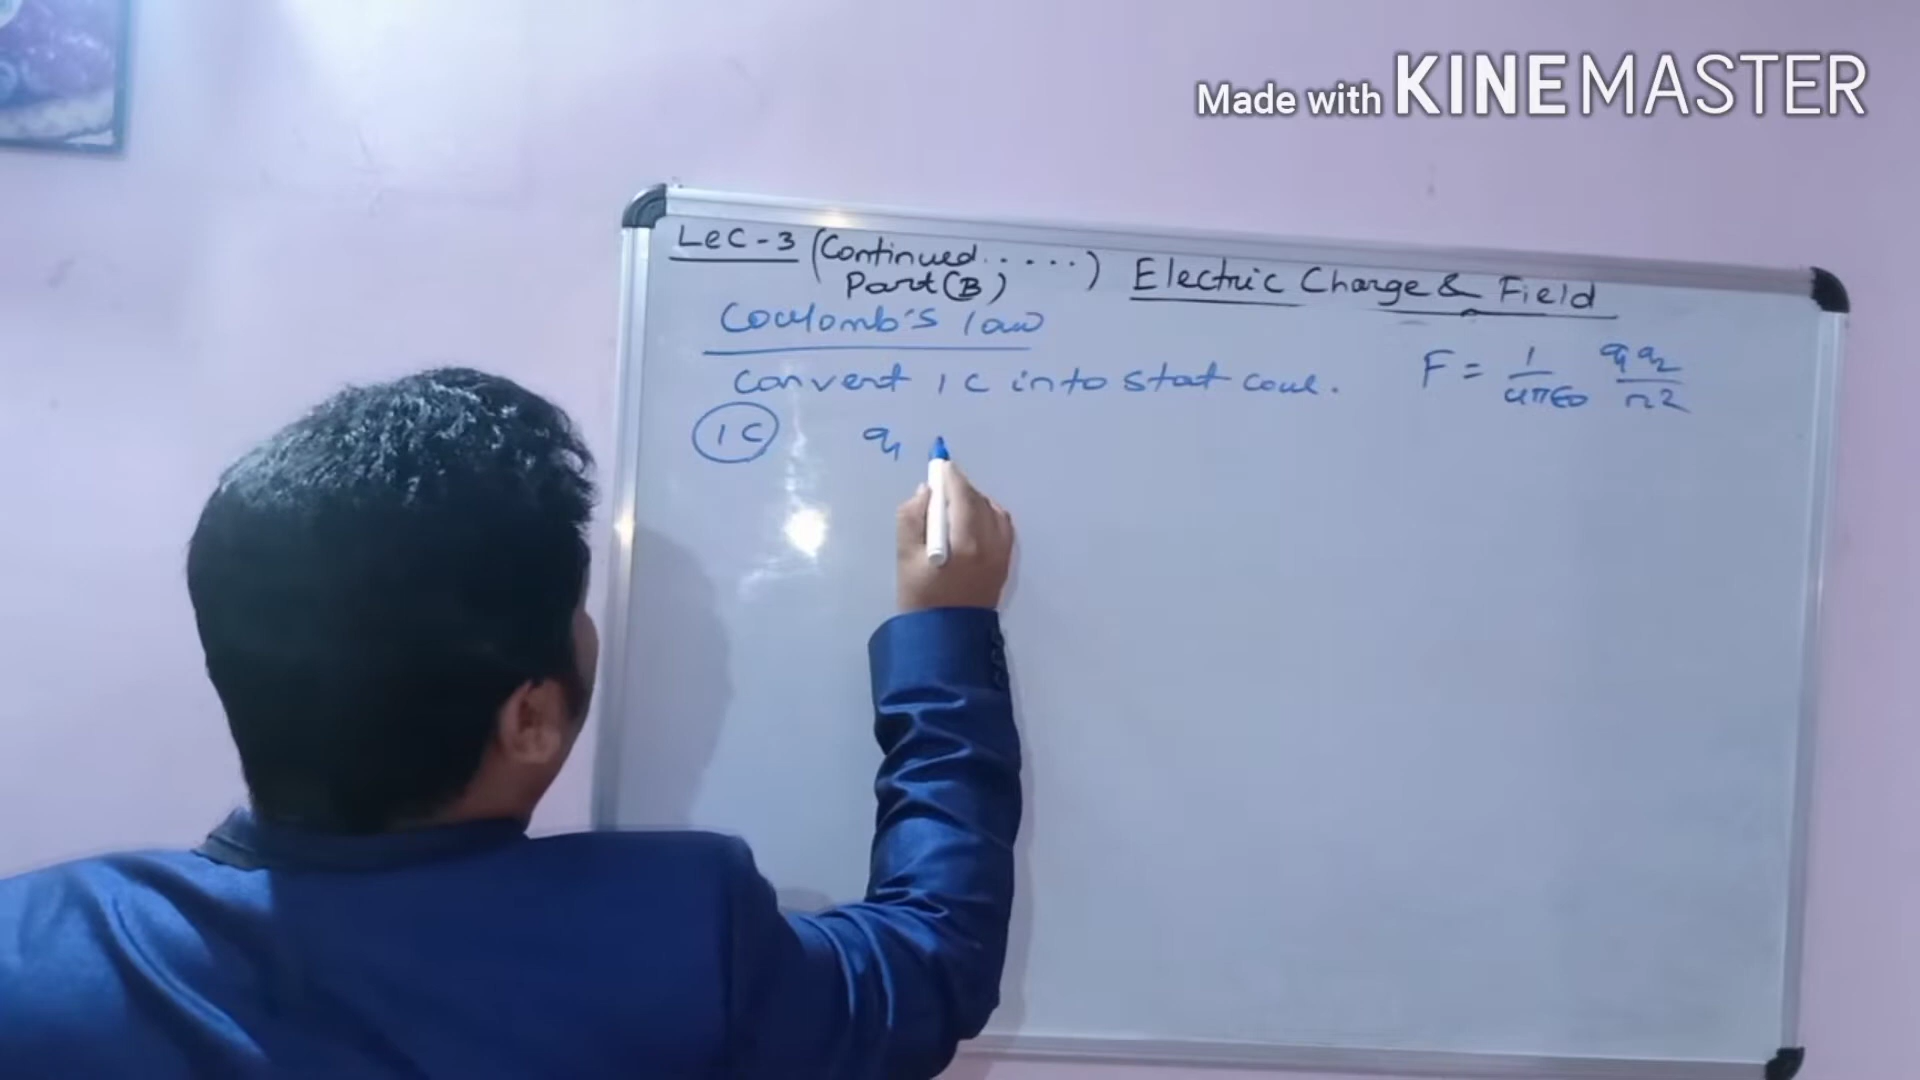 Made with KINEMASTER
Lec-3 (Continued.....) Electric Charge & Field
Part (B)
Coulomb's law
Convert 1 C into stat coul.
F = 1/4πε0 q1q2/r2
1C q1